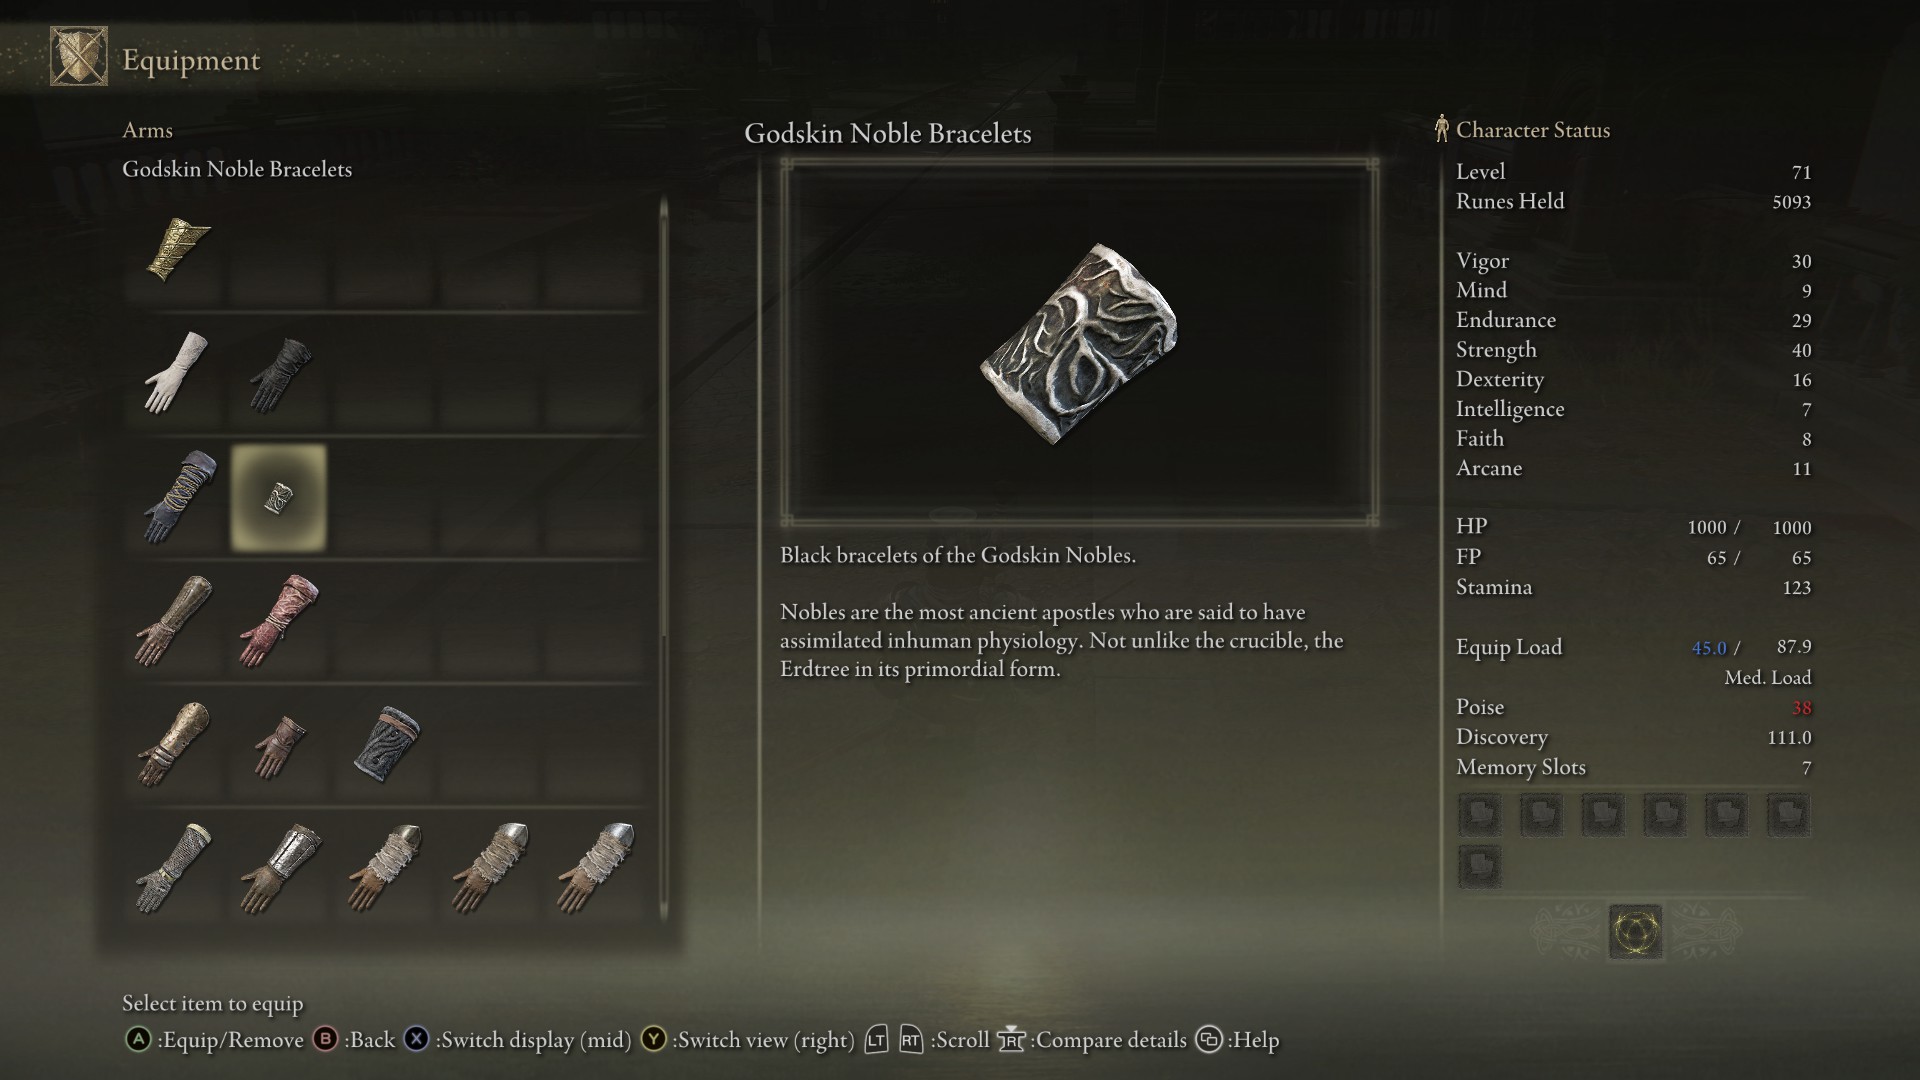 Equipment
Arms
Godskin Noble Bracelets
Godskin Noble Bracelets
Black bracelets of the Godskin Nobles.
Nobles are the most ancient apostles who are said to have
assimilated inhuman physiology. Not unlike the crucible, the
Erdtree in its primordial form.
Character Status
Level 71
Runes Held 5093
Vigor 30
Mind 9
Endurance 29
Strength 40
Dexterity 16
Intelligence 7
Faith 8
Arcane 11
HP 1000 / 1000
FP 65 / 65
Stamina 123
Equip Load 45.0 / 87.9
Med. Load
Poise 38
Discovery 111.0
Memory Slots 7
Select item to equip
A :Equip/Remove B :Back X :Switch display (mid) Y :Switch view (right) LT RT :Scroll R :Compare details :Help